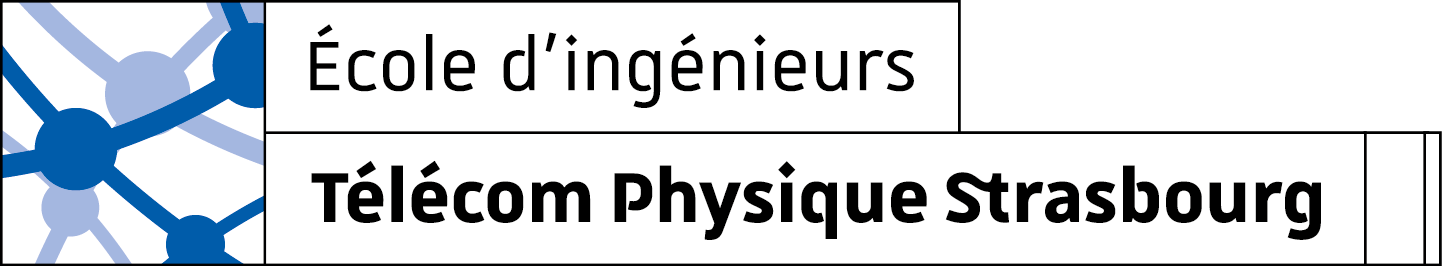 École d’ingénieurs
Télécom Physique Strasbourg